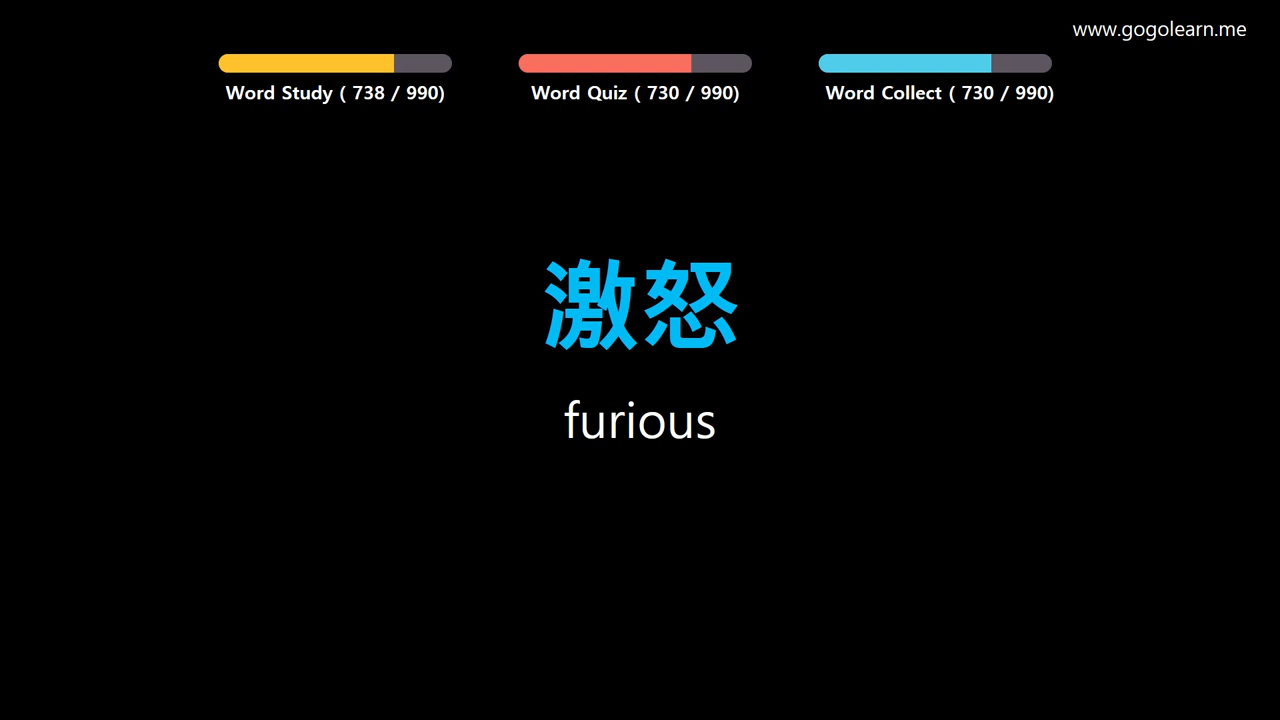 www.gogolearn.me
Word Study ( 738 / 990)
Word Quiz ( 730 / 990)
Word Collect ( 730 / 990)
激怒
furious